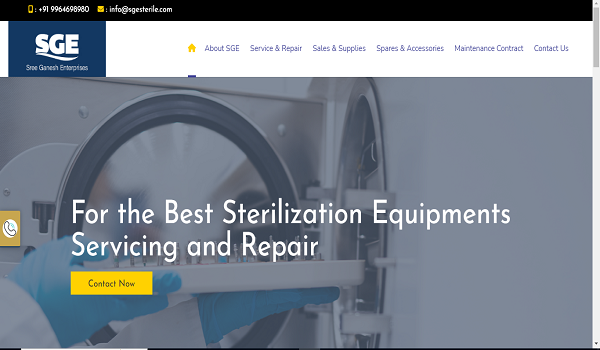 : +91 9964698980 : info@sgesterile.com
SGE
Sree Ganesh Enterprises
About SGE Service & Repair Sales & Supplies Spares & Accessories Maintenance Contract Contact Us
For the Best Sterilization Equipments
Servicing and Repair
Contact Now